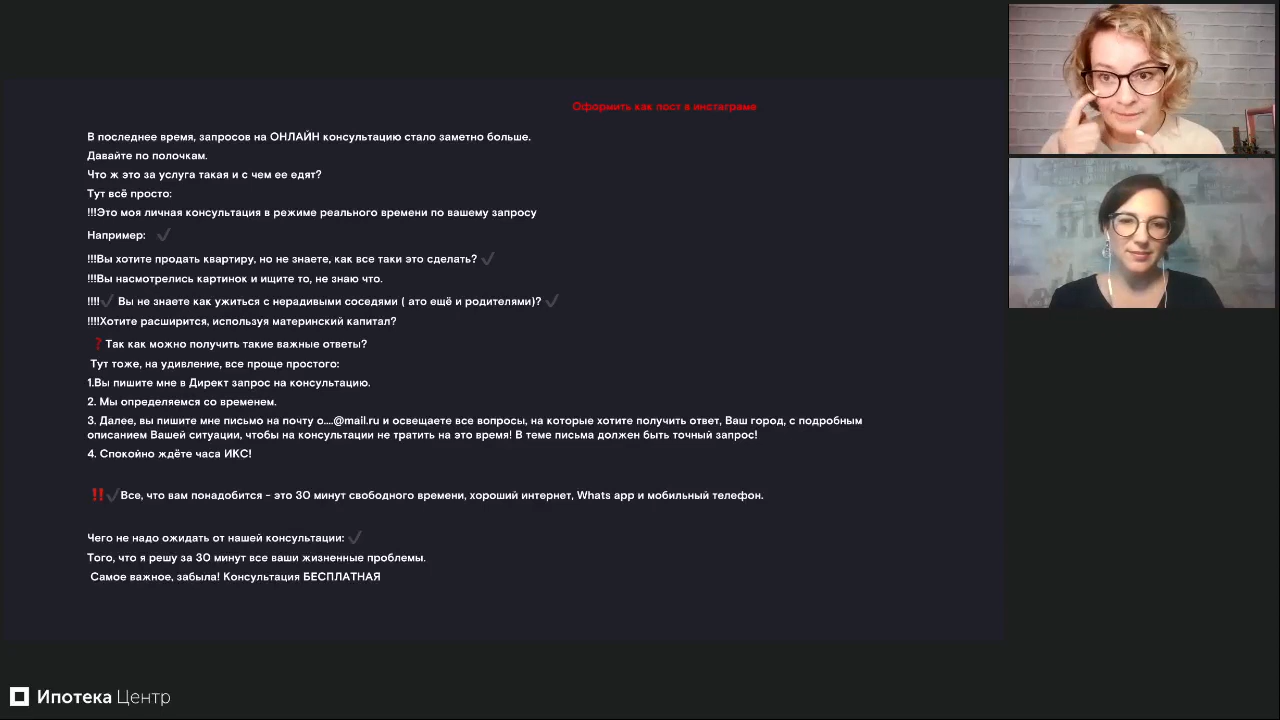 Оформить как пост в инстаграме
В последнее время, запросов на ОНЛАЙН консультацию стало заметно больше.
Давайте по полочкам.
Что ж это за услуга такая и с чем ее едят?
Тут всё просто:
!!!Это моя личная консультация в режиме реального времени по вашему запросу
Например: ✔
!!!Вы хотите продать квартиру, но не знаете, как все таки это сделать? ✔
!!!Вы насмотрелись картинок и ищите то, не знаю что.
!!!!✔ Вы не знаете как ужиться с нерадивыми соседями ( ато ещё и родителями)? ✔
!!!!Хотите расширится, используя материнский капитал?
❓Так как можно получить такие важные ответы?
Тут тоже, на удивление, все проще простого:
1.Вы пишите мне в Директ запрос на консультацию.
2. Мы определяемся со временем.
3. Далее, вы пишите мне письмо на почту o....@mail.ru и освещаете все вопросы, на которые хотите получить ответ, Ваш город, с подробным
описанием Вашей ситуации, чтобы на консультации не тратить на это время! В теме письма должен быть точный запрос!
4. Спокойно ждёте часа ИКС!
‼✔Все, что вам понадобится - это 30 минут свободного времени, хороший интернет, Whats app и мобильный телефон.
Чего не надо ожидать от нашей консультации: ✔
Того, что я решу за 30 минут все ваши жизненные проблемы.
Самое важное, забыла! Консультация БЕСПЛАТНАЯ
Ипотека Центр